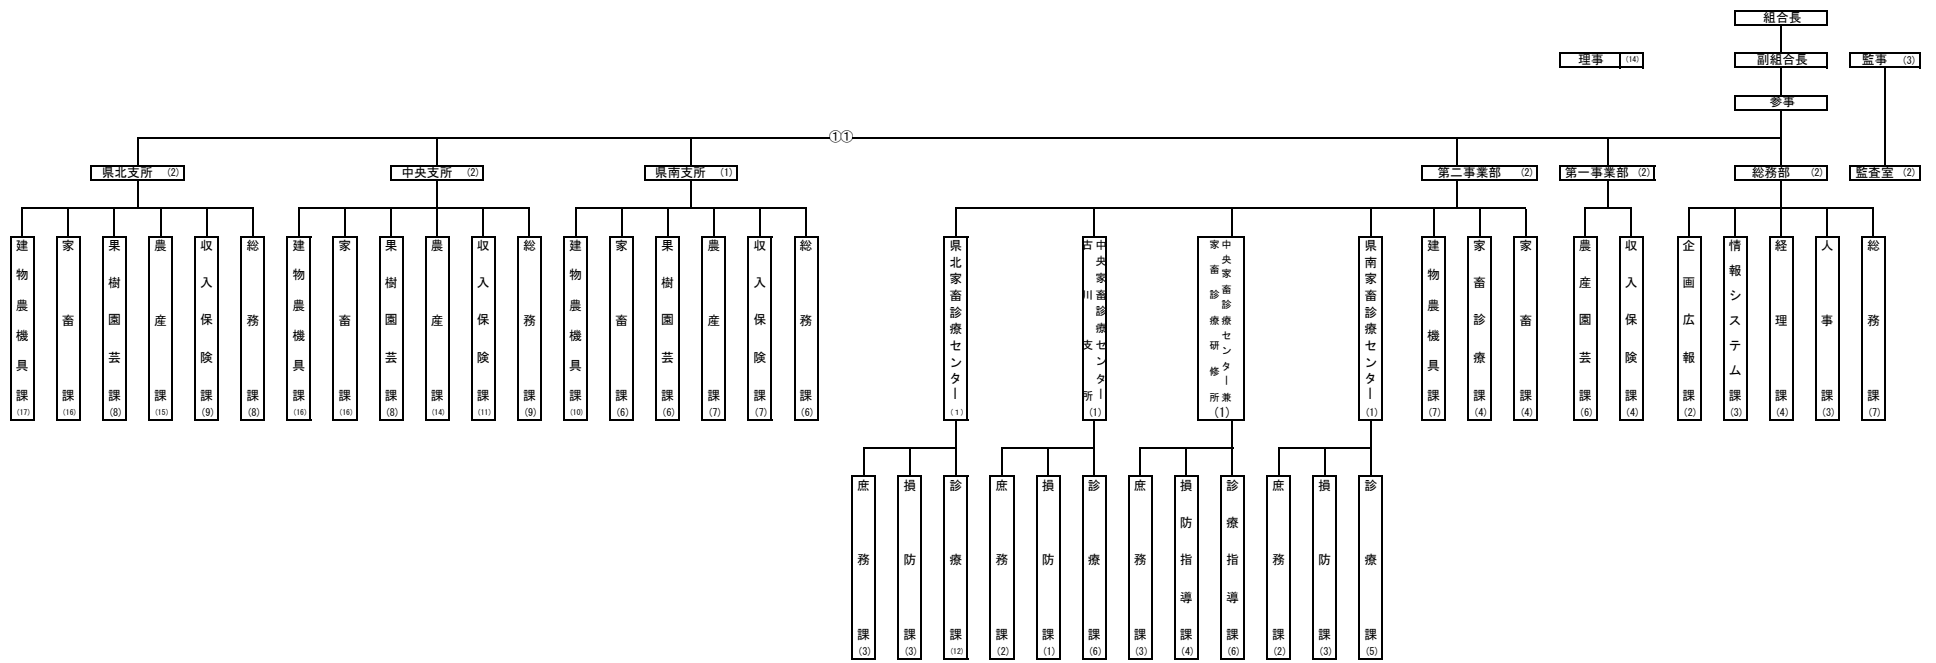 組合長
理事 (14)
副組合長
監事 (3)
参事
①①
県北支所 (2)
中央支所 (2)
県南支所 (1)
第二事業部 (2)
第一事業部 (2)
総務部 (2)
監査室 (2)
建物農機具課 (17)
家畜課 (16)
果樹園芸課 (8)
農産課 (15)
収入保険課 (9)
総務課 (8)
建物農機具課 (16)
家畜課 (16)
果樹園芸課 (8)
農産課 (14)
収入保険課 (11)
総務課 (9)
建物農機具課 (10)
家畜課 (6)
果樹園芸課 (6)
農産課 (7)
収入保険課 (7)
総務課 (6)
県北家畜診療センター (1)
中央家畜診療センター
古川支所 (1)
中央家畜診療センター兼
家畜診療研修所 (1)
県南家畜診療センター (1)
建物農機具課 (7)
家畜診療課 (4)
家畜課 (4)
農産園芸課 (6)
収入保険課 (4)
企画広報課 (2)
情報システム課 (3)
経理課 (4)
人事課 (3)
総務課 (7)
庶務課 (3)
損防課 (3)
診療課 (12)
庶務課 (2)
損防課 (1)
診療課 (6)
庶務課 (3)
損防指導課 (4)
診療指導課 (6)
庶務課 (2)
損防課 (3)
診療課 (5)